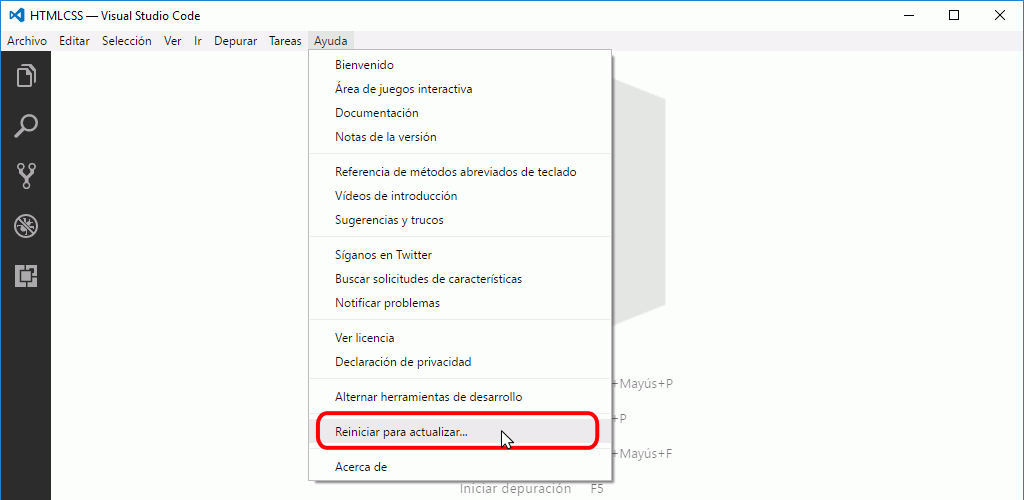 HTMLCSS — Visual Studio Code
Archivo Editar Selección Ver Ir Depurar Tareas Ayuda
Bienvenido
Área de juegos interactiva
Documentación
Notas de la versión
Referencia de métodos abreviados de teclado
Vídeos de introducción
Sugerencias y trucos
Síganos en Twitter
Buscar solicitudes de características
Notificar problemas
Ver licencia
Declaración de privacidad
Alternar herramientas de desarrollo
Reiniciar para actualizar...
Acerca de
+Mayús+P
+P
+Mayús+F
Iniciar depuración F5